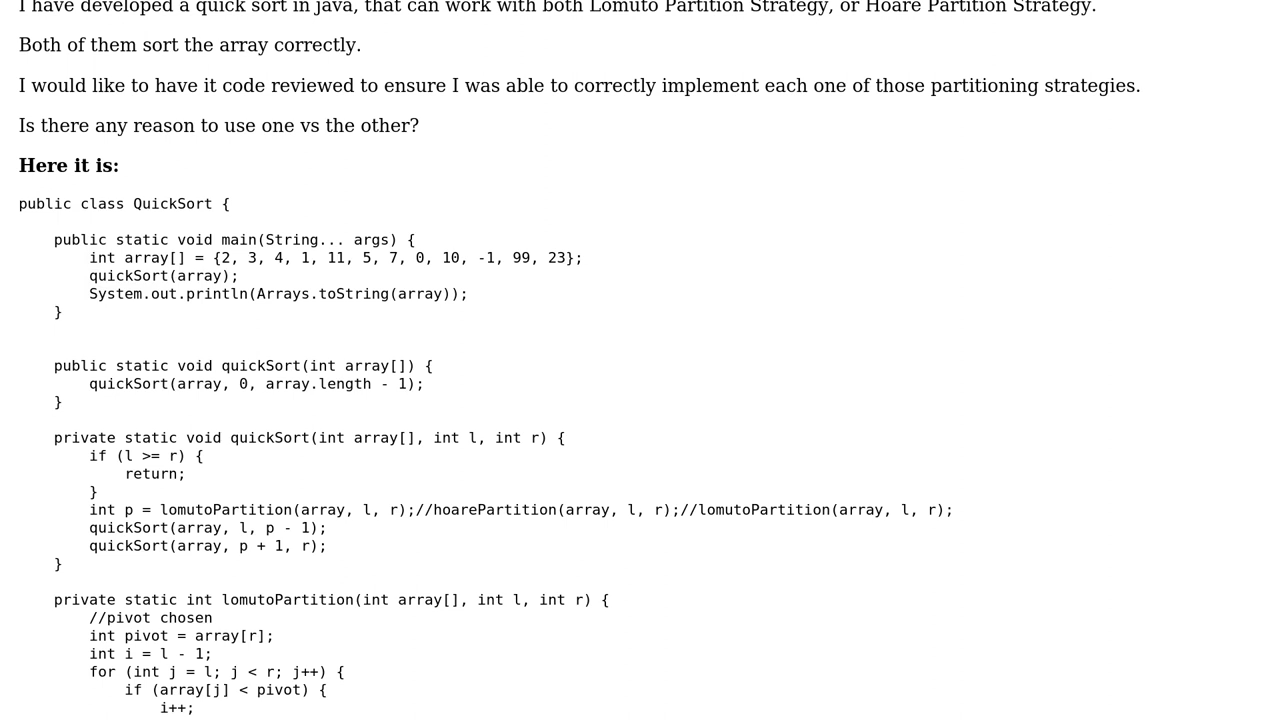 I have developed a quick sort in java, that can work with both Lomuto Partition Strategy, or Hoare Partition Strategy.
Both of them sort the array correctly.
I would like to have it code reviewed to ensure I was able to correctly implement each one of those partitioning strategies.
Is there any reason to use one vs the other?
Here it is:
public class QuickSort {
    public static void main(String... args) {
        int array[] = {2, 3, 4, 1, 11, 5, 7, 0, 10, -1, 99, 23};
        quickSort(array);
        System.out.println(Arrays.toString(array));
    }
    public static void quickSort(int array[]) {
        quickSort(array, 0, array.length - 1);
    }
    private static void quickSort(int array[], int l, int r) {
        if (l >= r) {
            return;
        }
        int p = lomutoPartition(array, l, r);//hoarePartition(array, l, r);//lomutoPartition(array, l, r);
        quickSort(array, l, p - 1);
        quickSort(array, p + 1, r);
    }
    private static int lomutoPartition(int array[], int l, int r) {
        //pivot chosen
        int pivot = array[r];
        int i = l - 1;
        for (int j = l; j < r; j++) {
            if (array[j] < pivot) {
                i++;